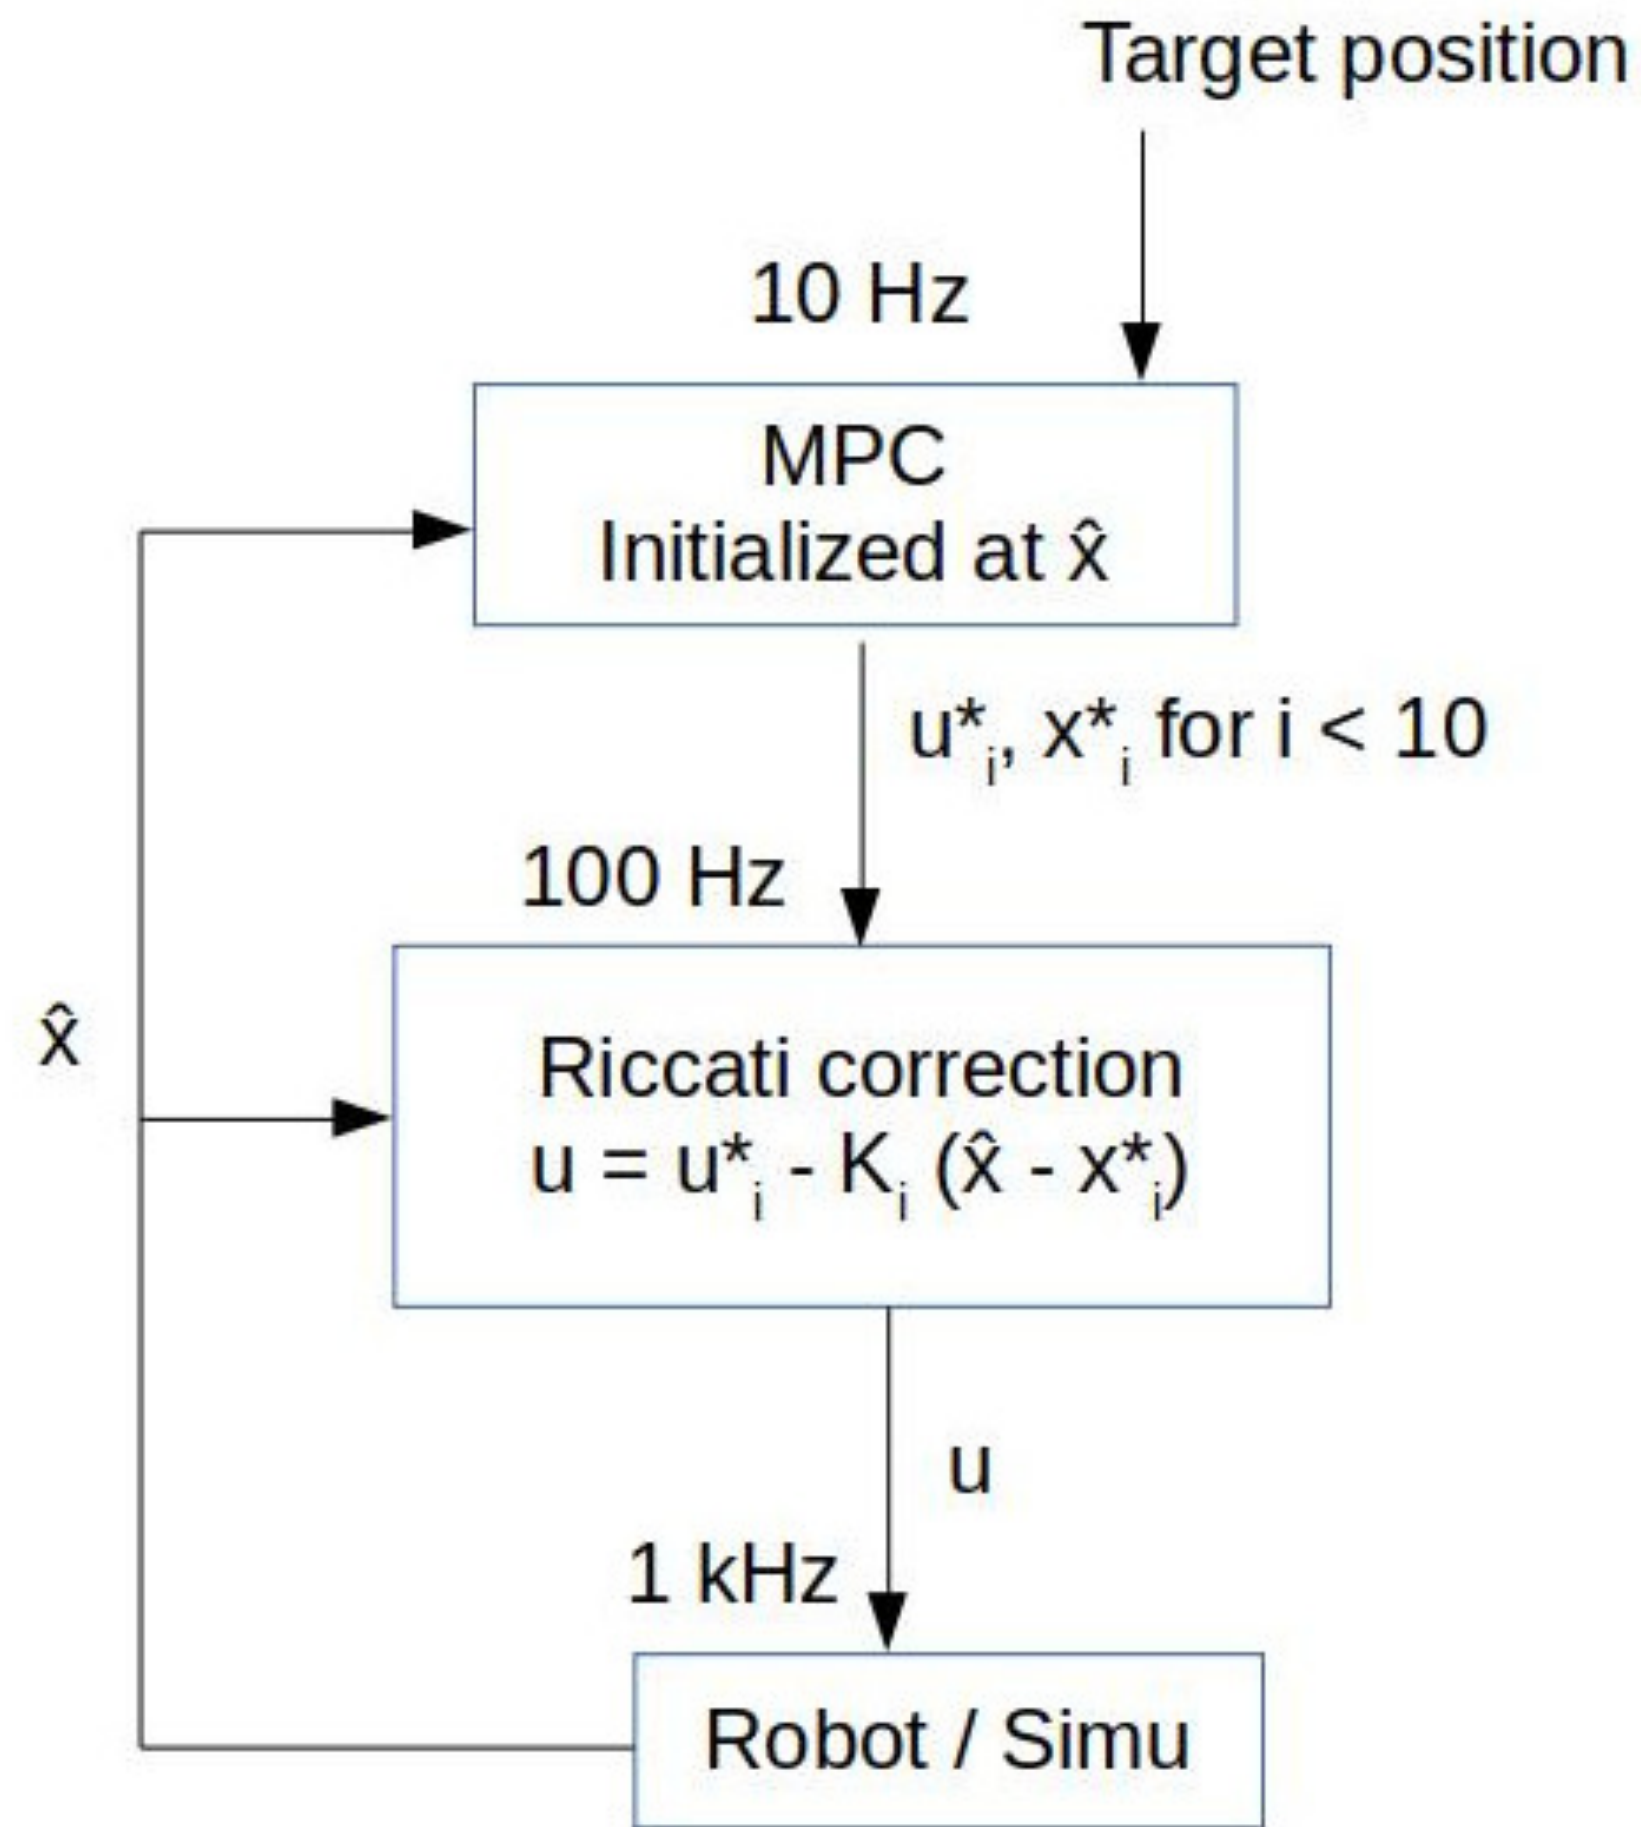 Target position
10 Hz
MPC
Initialized at x̂
u*i, x*i for i < 10
100 Hz
x̂
Riccati correction
u = u*i - Ki (x̂ - x*i)
u
1 kHz
Robot / Simu